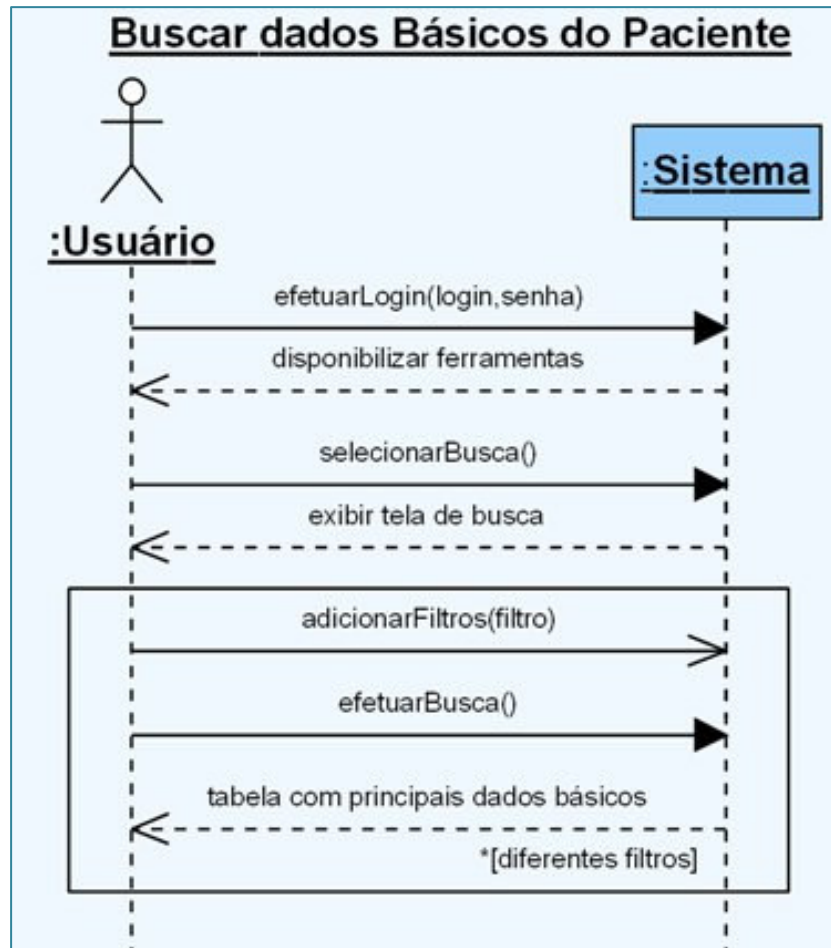 Buscar dados Básicos do Paciente
:Sistema
:Usuário
efetuarLogin(login,senha)
disponibilizar ferramentas
selecionarBusca()
exibir tela de busca
adicionarFiltros(filtro)
efetuarBusca()
tabela com principais dados básicos
*[diferentes filtros]